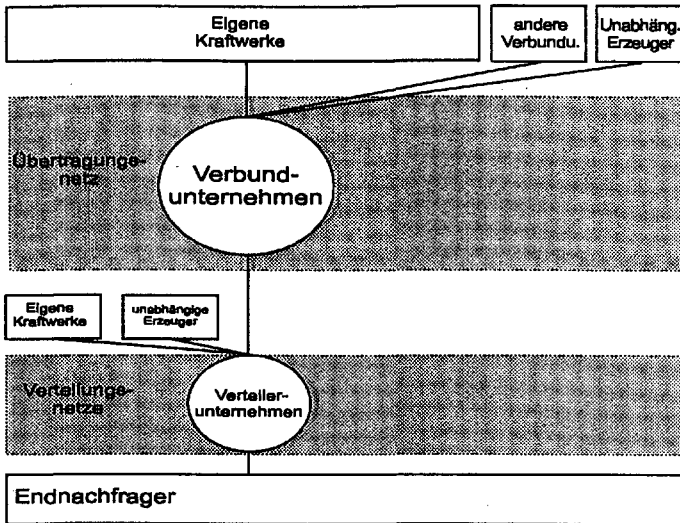 Eigene
Kraftwerke
andere
Verbundu.
Unabhäng.
Erzeuger
Übertragungs-
netz
Verbund-
unternehmen
Eigene
Kraftwerke
unabhängige
Erzeuger
Verteilungs-
netze
Verteiler-
unternehmen
Endnachfrager